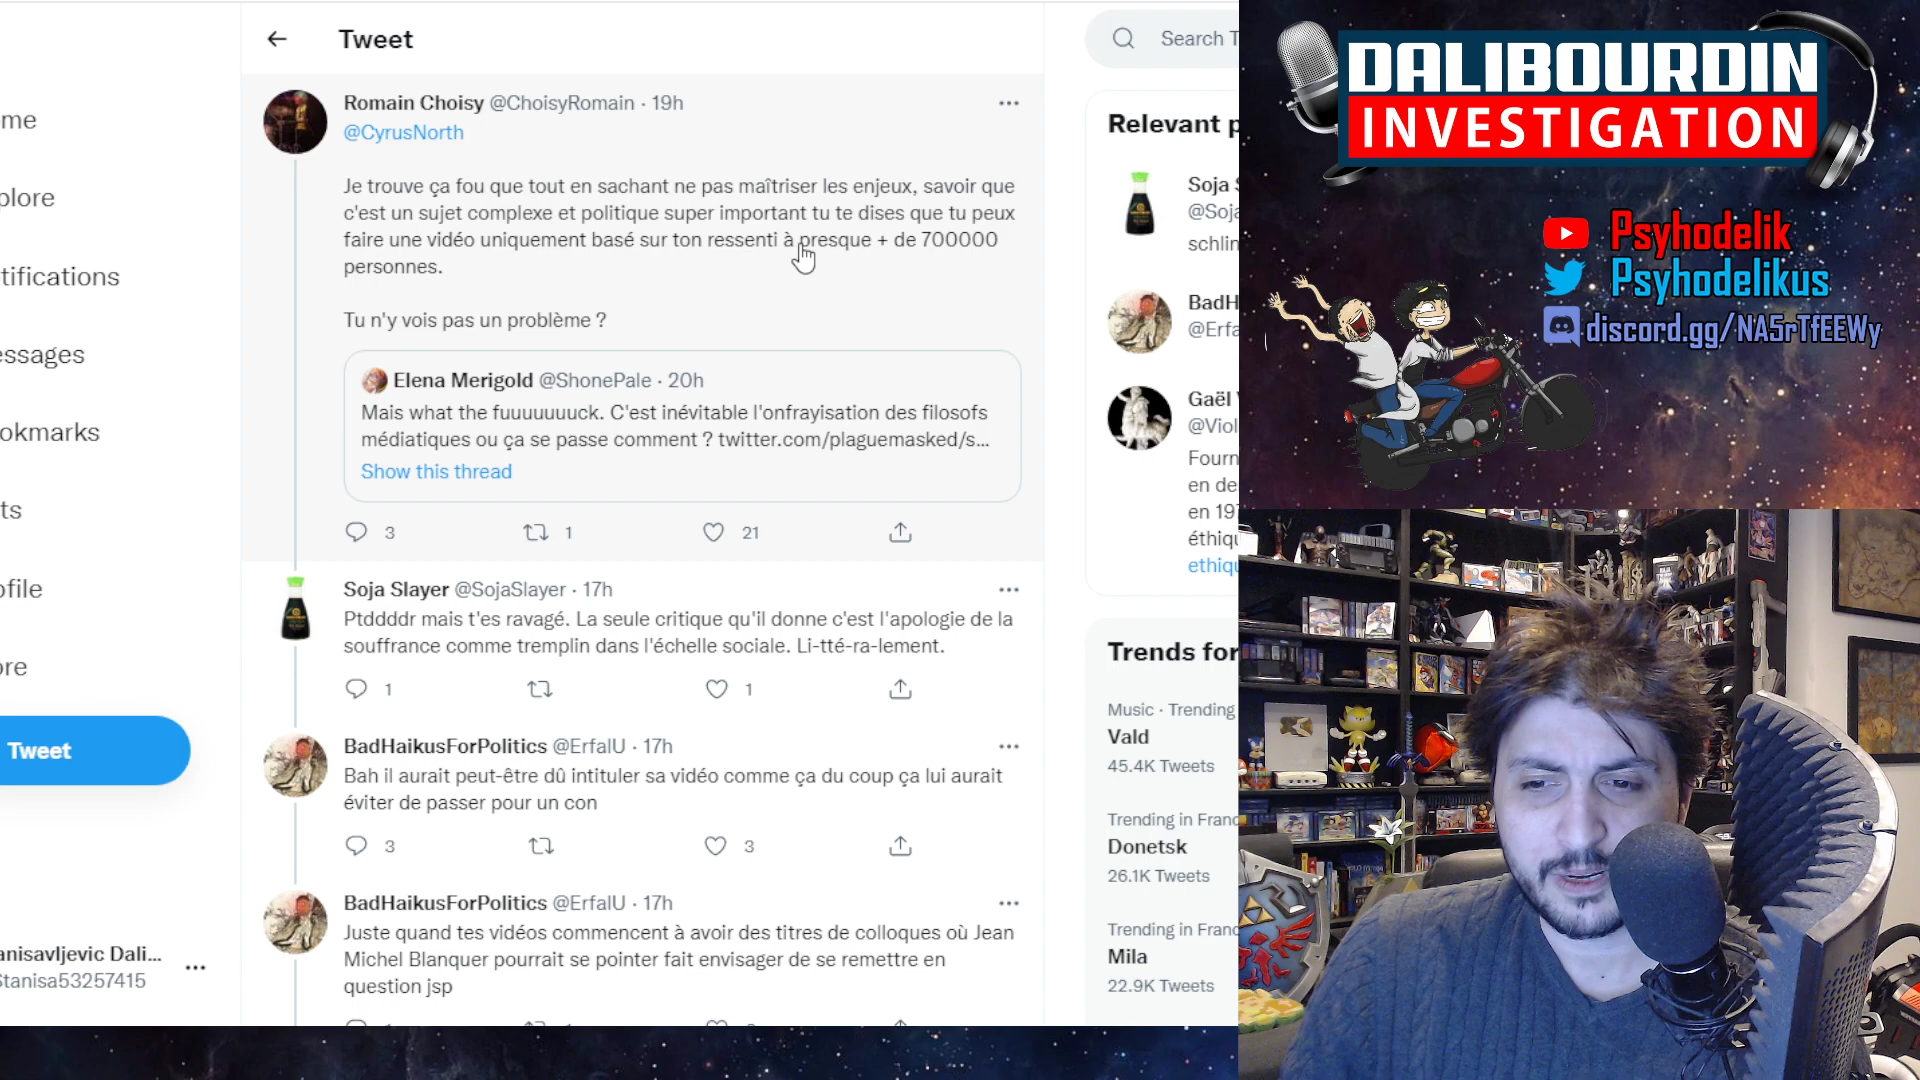 Tweet
Search T
Romain Choisy @ChoisyRomain · 19h
@CyrusNorth
Je trouve ça fou que tout en sachant ne pas maîtriser les enjeux, savoir que
c'est un sujet complexe et politique super important tu te dises que tu peux
faire une vidéo uniquement basé sur ton ressenti à presque + de 700000
personnes.
Tu n'y vois pas un problème ?
Elena Merigold @ShonePale · 20h
Mais what the fuuuuuuuck. C'est inévitable l'onfrayisation des filosofs
médiatiques ou ça se passe comment ? twitter.com/plaguemasked/s...
Show this thread
3 1 21
Soja Slayer @SojaSlayer · 17h
Ptddddr mais t'es ravagé. La seule critique qu'il donne c'est l'apologie de la
souffrance comme tremplin dans l'échelle sociale. Li-tté-ra-lement.
1 1
BadHaikusForPolitics @ErfalU · 17h
Bah il aurait peut-être dû intituler sa vidéo comme ça du coup ça lui aurait
éviter de passer pour un con
3 3
BadHaikusForPolitics @ErfalU · 17h
Juste quand tes vidéos commencent à avoir des titres de colloques où Jean
Michel Blanquer pourrait se pointer fait envisager de se remettre en
question jsp
me
plore
tifications
essages
okmarks
ts
ofile
ore
Tweet
anisavljevic Dali...
Stanisa53257415
Relevant p
Soja S
@Soja
schlin
BadH
@Erfa
Gaël
@Viol
Fourn
en de
en 197
éthiqu
ethiqu
Trends for
Music · Trending
Vald
45.4K Tweets
Trending in Franc
Donetsk
26.1K Tweets
Trending in Franc
Mila
22.9K Tweets
DALIBOURDIN
INVESTIGATION
Psyhodelik
Psyhodelikus
discord.gg/NA5rTfEEWy